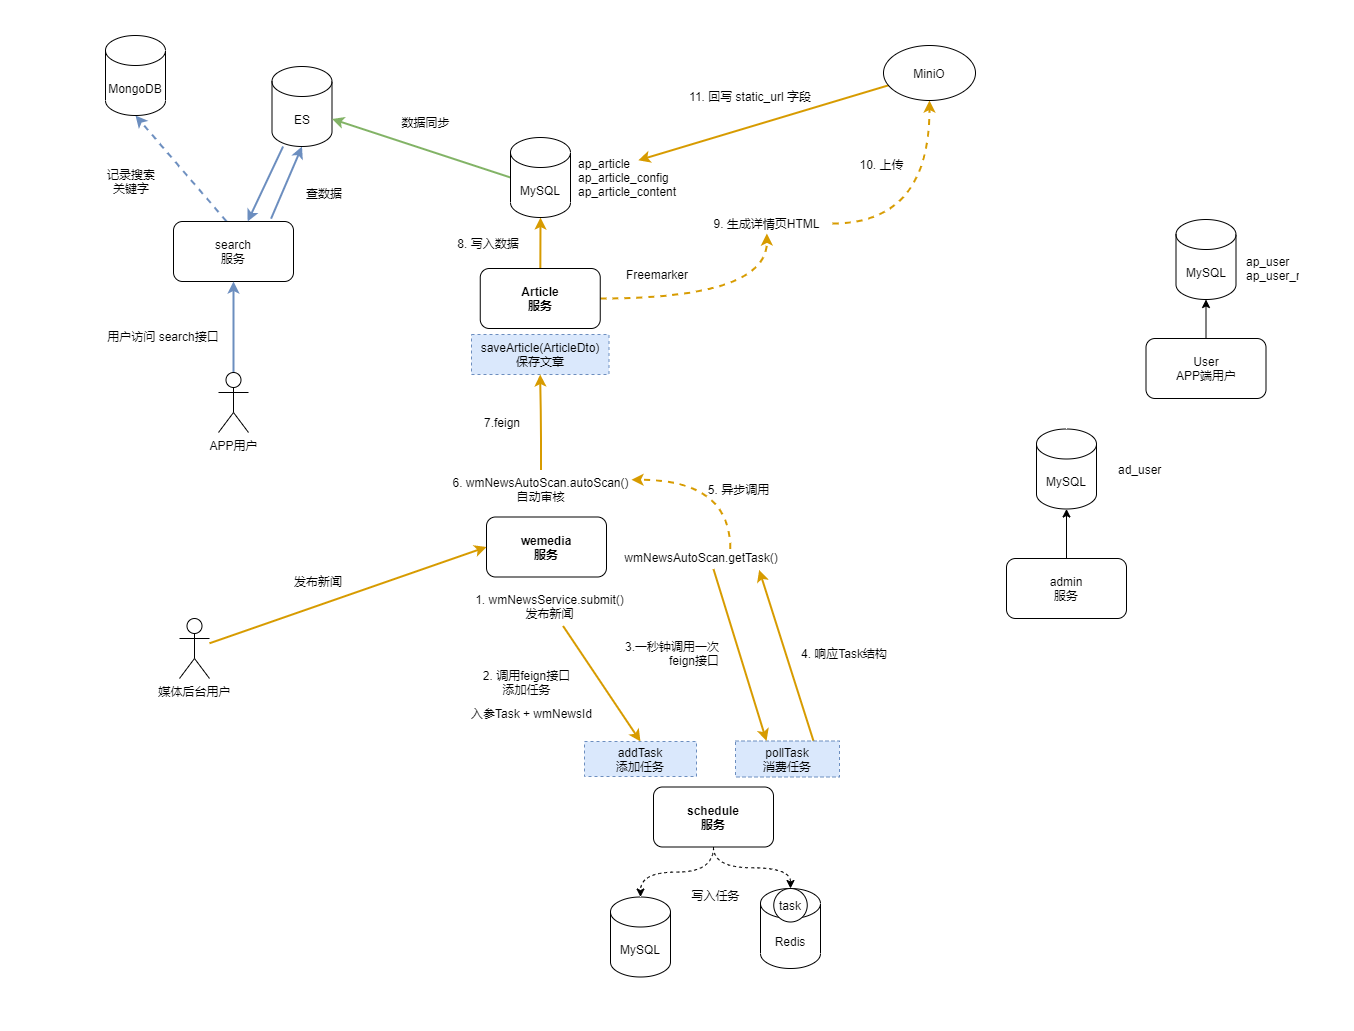 MongoDB
ES
MiniO
11. 回写 static_url 字段
数据同步
ap_article
ap_article_config
ap_article_content
MySQL
10. 上传
记录搜索
关键字
查数据
search
服务
8. 写入数据
9. 生成详情页HTML
Freemarker
Article
服务
MySQL
ap_user
ap_user_r
用户访问 search接口
saveArticle(ArticleDto)
保存文章
User
APP端用户
APP用户
7.feign
MySQL
ad_user
6. wmNewsAutoScan.autoScan()
自动审核
5. 异步调用
wemedia
服务
wmNewsAutoScan.getTask()
发布新闻
admin
服务
1. wmNewsService.submit()
发布新闻
3.一秒钟调用一次
feign接口
4. 响应Task结构
媒体后台用户
2. 调用feign接口
添加任务
入参Task + wmNewsId
addTask
添加任务
pollTask
消费任务
schedule
服务
写入任务
task
MySQL
Redis